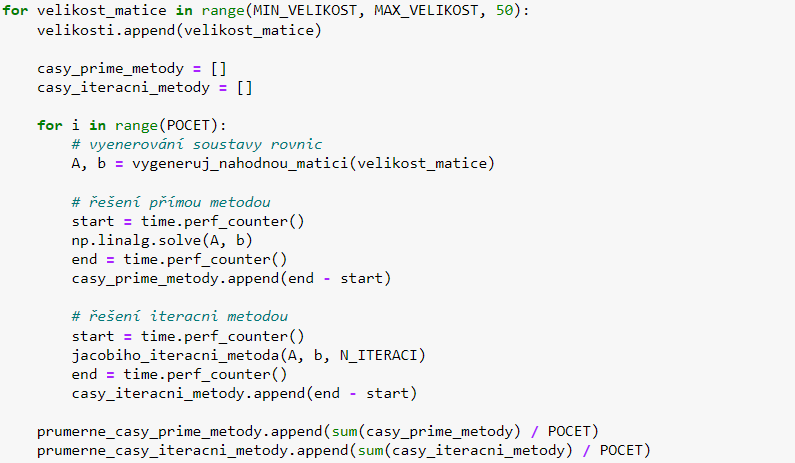 for velikost_matice in range(MIN_VELIKOST, MAX_VELIKOST, 50):
    velikosti.append(velikost_matice)

    casy_prime_metody = []
    casy_iteracni_metody = []

    for i in range(POCET):
        # vyenerování soustavy rovnic
        A, b = vygeneruj_nahodnou_matici(velikost_matice)

        # řešení přímou metodou
        start = time.perf_counter()
        np.linalg.solve(A, b)
        end = time.perf_counter()
        casy_prime_metody.append(end - start)

        # řešení iteracni metodou
        start = time.perf_counter()
        jacobiho_iteracni_metoda(A, b, N_ITERACI)
        end = time.perf_counter()
        casy_iteracni_metody.append(end - start)

    prumerne_casy_prime_metody.append(sum(casy_prime_metody) / POCET)
    prumerne_casy_iteracni_metody.append(sum(casy_iteracni_metody) / POCET)